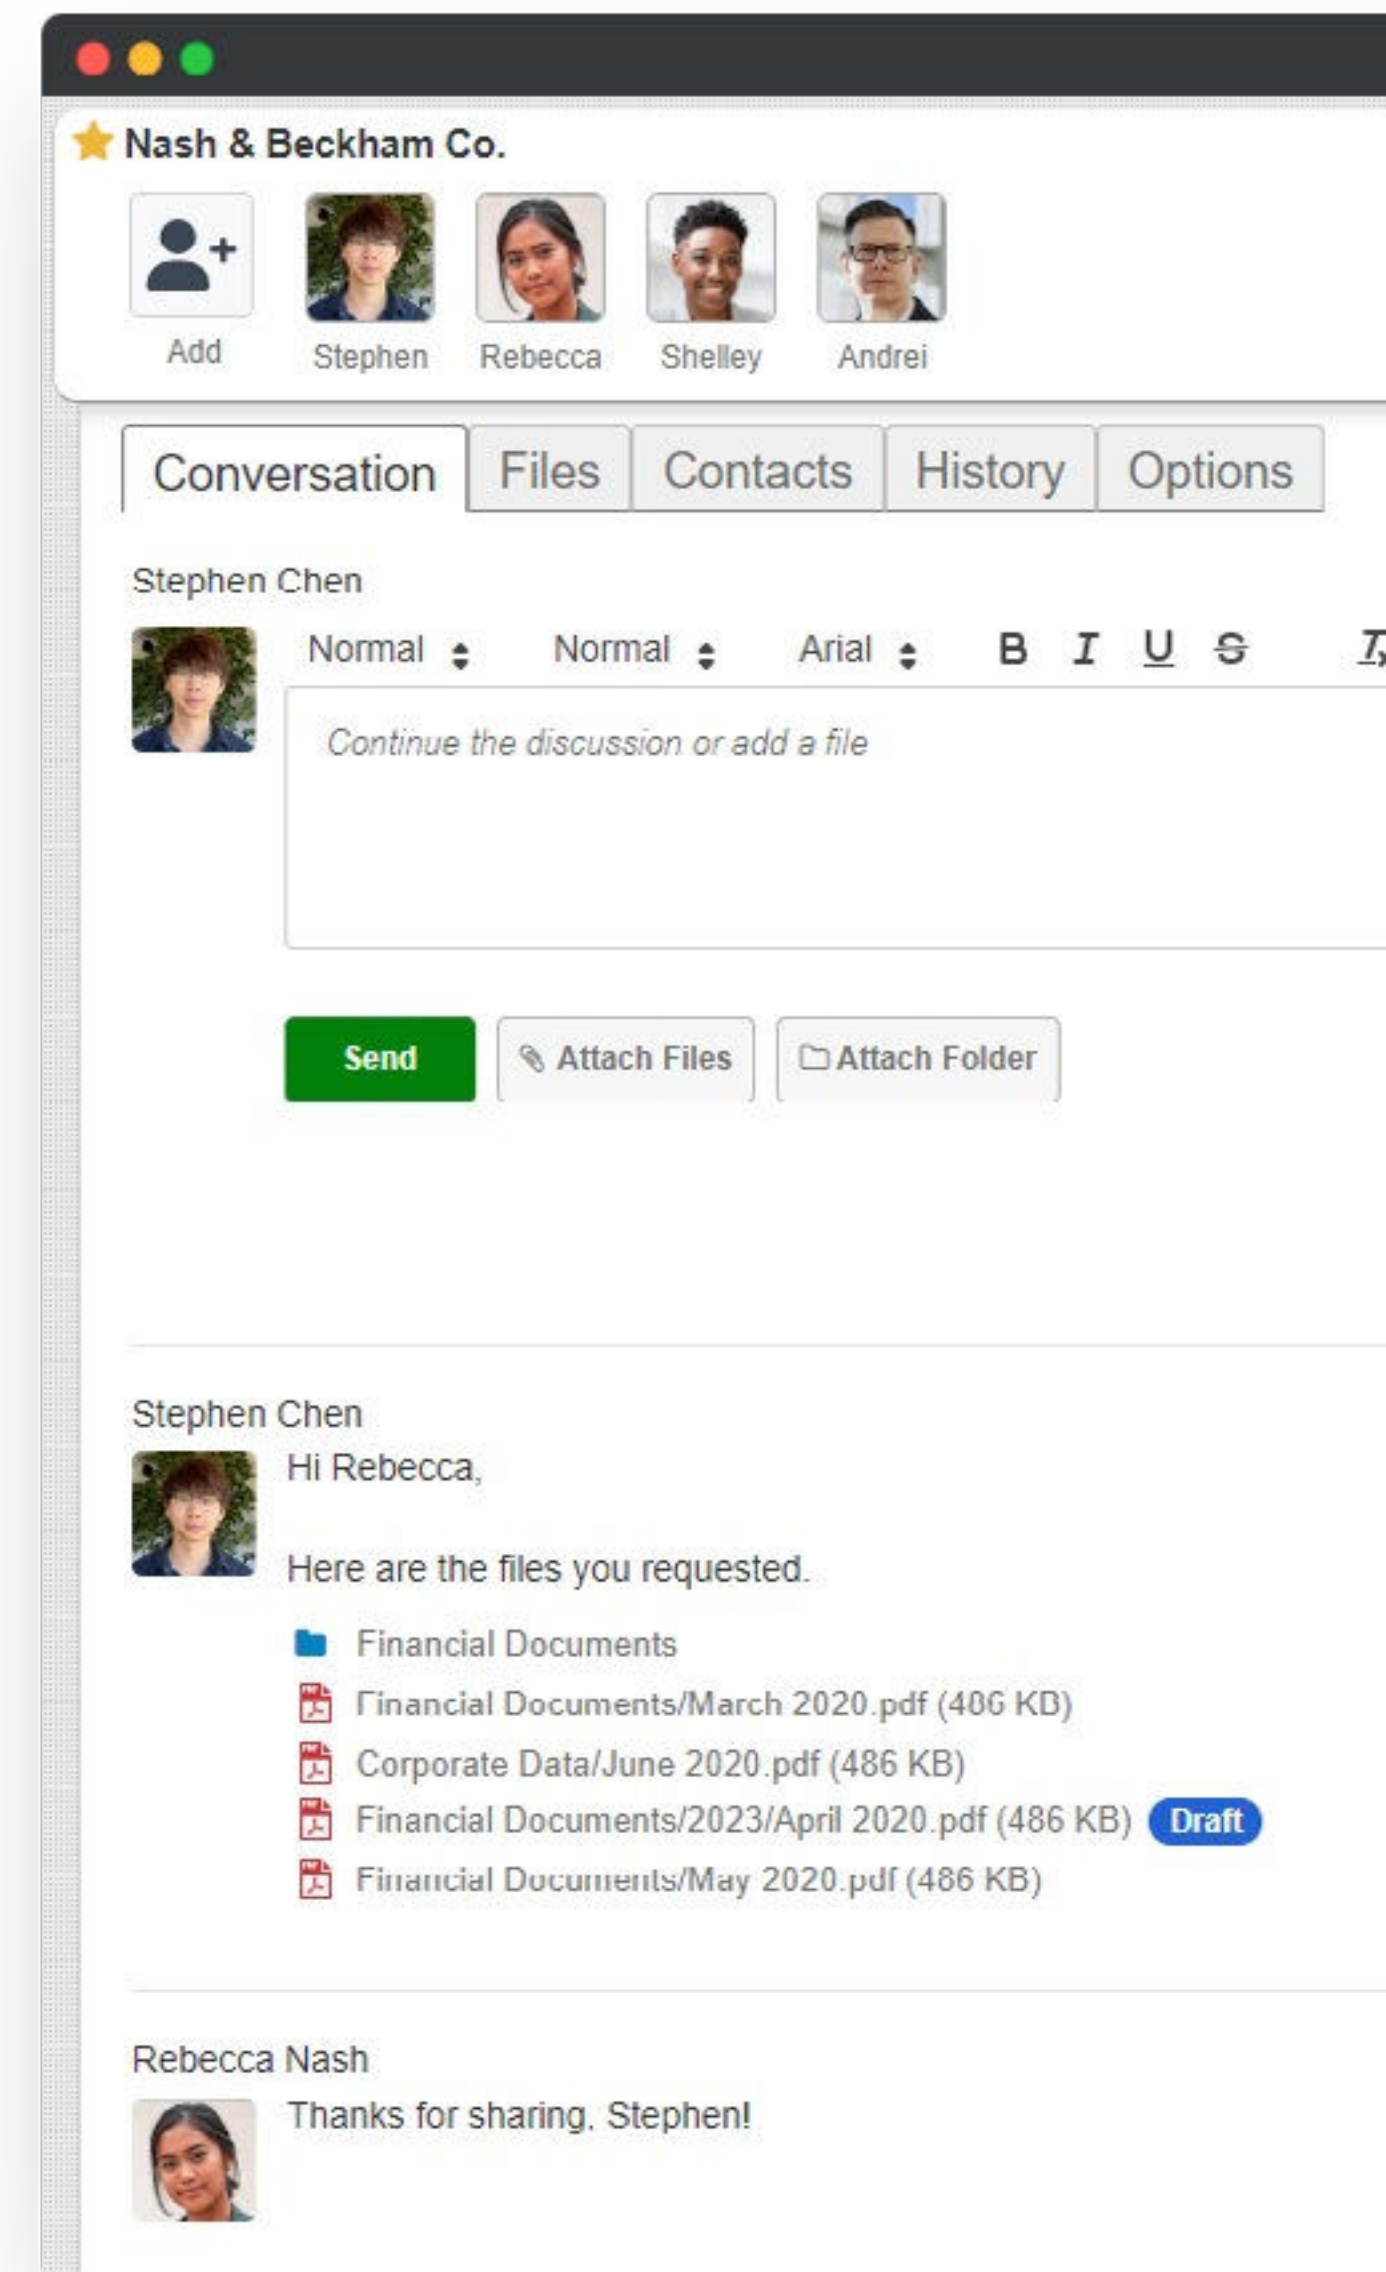 Nash & Beckham Co.
Add
Stephen
Rebecca
Shelley
Andrei
Conversation Files Contacts History Options
Stephen Chen
Normal Normal Arial B I U S T
Continue the discussion or add a file
Send Attach Files Attach Folder
Stephen Chen
Hi Rebecca,
Here are the files you requested.
Financial Documents
Financial Documents/March 2020.pdf (486 KB)
Corporate Data/June 2020.pdf (486 KB)
Financial Documents/2023/April 2020.pdf (486 KB) Draft
Financial Documents/May 2020.pdf (486 KB)
Rebecca Nash
Thanks for sharing, Stephen!